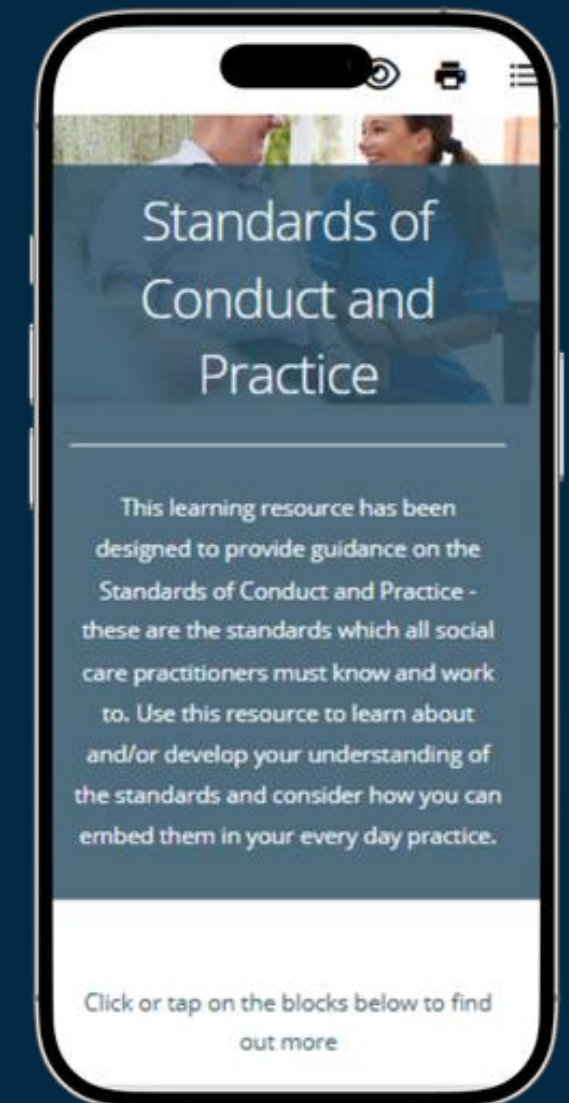 Standards of
Conduct and
Practice
This learning resource has been
designed to provide guidance on the
Standards of Conduct and Practice -
these are the standards which all social
care practitioners must know and work
to. Use this resource to learn about
and/or develop your understanding of
the standards and consider how you can
embed them in your every day practice.
Click or tap on the blocks below to find
out more